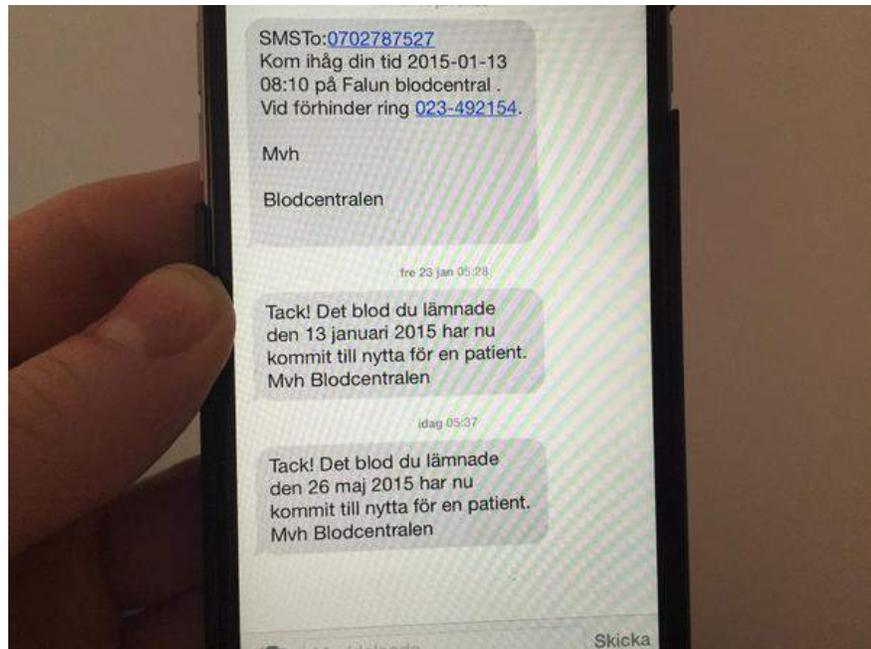 SMSTo:0702787527
Kom ihåg din tid 2015-01-13
08:10 på Falun blodcentral .
Vid förhinder ring 023-492154.
Mvh
Blodcentralen
fre 23 jan 05:28
Tack! Det blod du lämnade
den 13 januari 2015 har nu
kommit till nytta för en patient.
Mvh Blodcentralen
idag 05:37
Tack! Det blod du lämnade
den 26 maj 2015 har nu
kommit till nytta för en patient.
Mvh Blodcentralen
Skicka